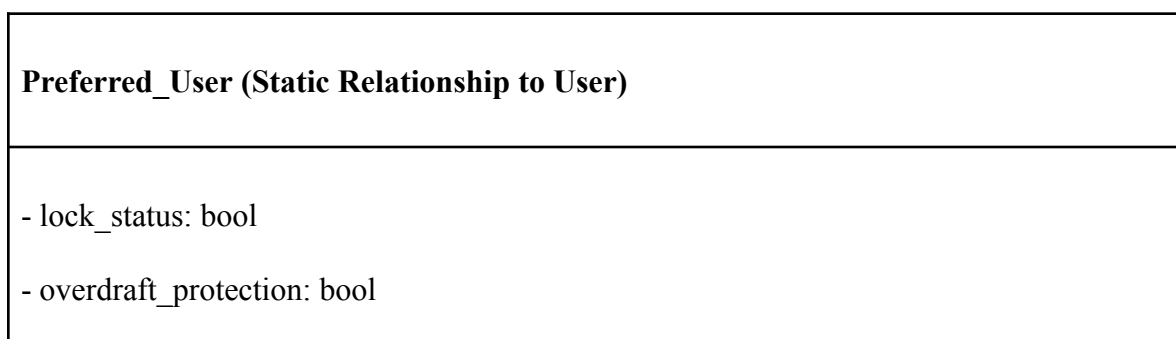 Preferred_User (Static Relationship to User)
- lock_status: bool
- overdraft_protection: bool